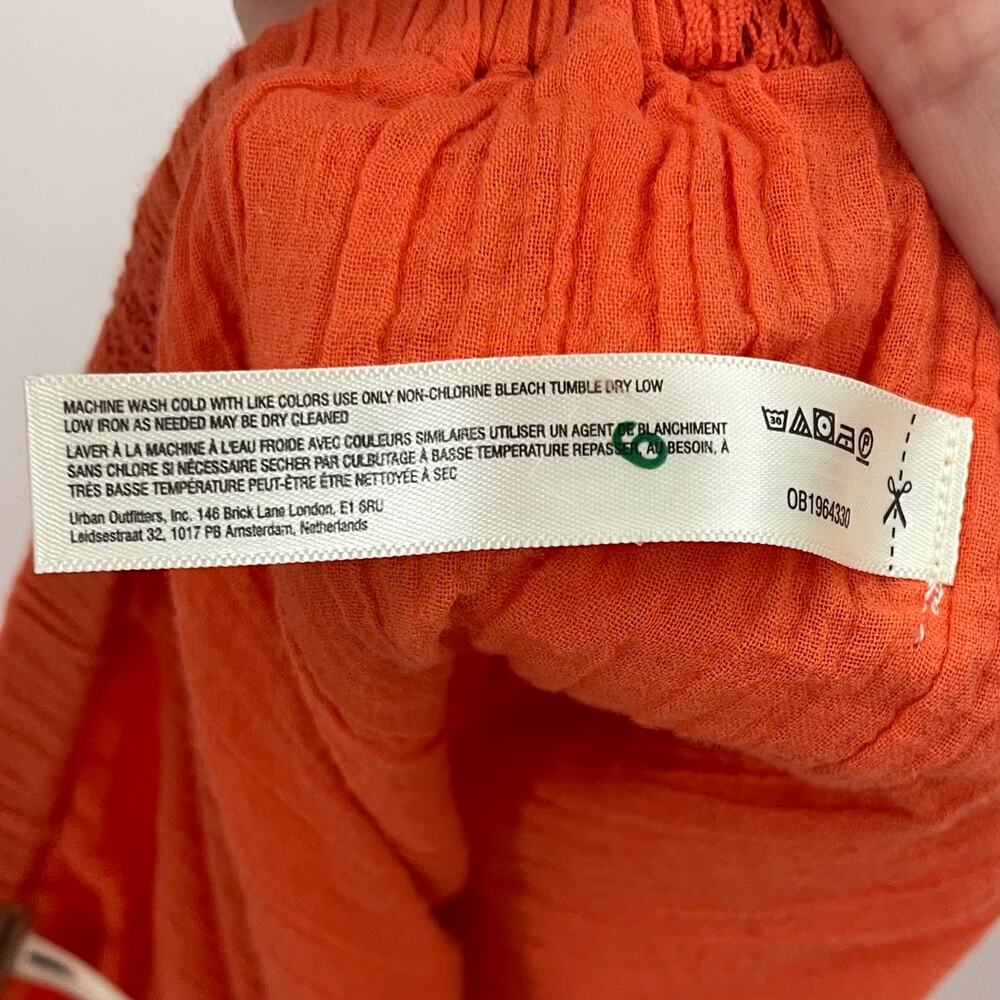 MACHINE WASH COLD WITH LIKE COLORS USE ONLY NON-CHLORINE BLEACH TUMBLE DRY LOW
LOW IRON AS NEEDED MAY BE DRY CLEANED
LAVER À LA MACHINE À L'EAU FROIDE AVEC COULEURS SIMILAIRES UTILISER UN AGENT DE BLANCHIMENT
SANS CHLORE SI NÉCESSAIRE SECHER PAR CULBUTAGE À BASSE TEMPERATURE REPASSER, AU BESOIN, À
TRÈS BASSE TEMPÉRATURE PEUT-ÊTRE ÊTRE NETTOYÉE À SEC
Urban Outfitters, Inc. 146 Brick Lane London, E1 6RU
Leidsestraat 32, 1017 PB Amsterdam, Netherlands
30
P
OB1964330